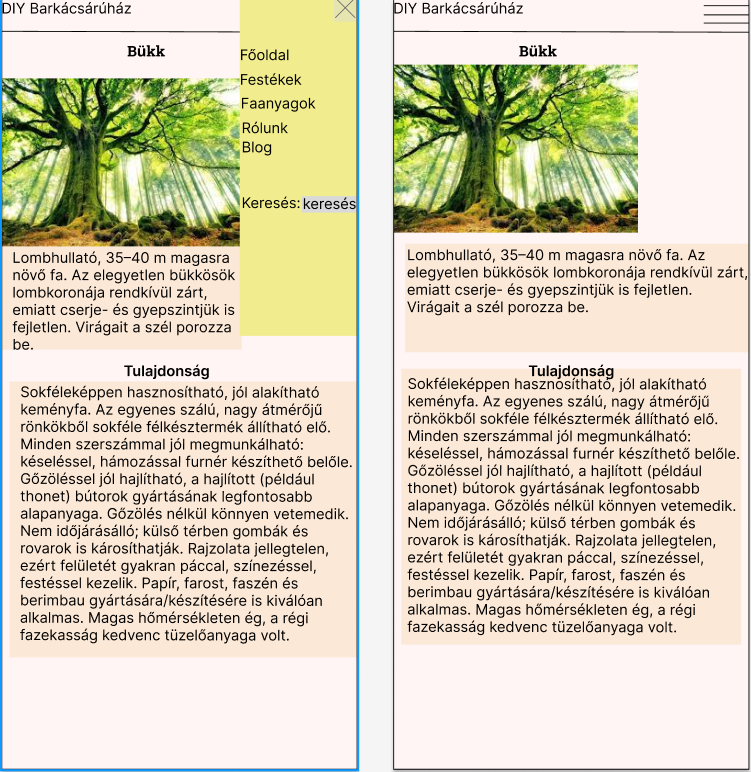 DIY Barkácsárúház
Bükk
Főoldal
Festékek
Faanyagok
Rólunk
Blog
Keresés: keresés
Lombhullató, 35–40 m magasra
növő fa. Az elegyetlen bükkösök
lombkoronája rendkívül zárt,
emiatt cserje- és gyepszintjük is
fejletlen. Virágait a szél porozza
be.
Tulajdonság
Sokféleképpen hasznosítható, jól alakítható
keményfa. Az egyenes szálú, nagy átmérőjű
rönkökből sokféle félkésztermék állítható elő.
Minden szerszámmal jól megmunkálható:
késeléssel, hámozással furnér készíthető belőle.
Gőzöléssel jól hajlítható, a hajlított (például
thonet) bútorok gyártásának legfontosabb
alapanyaga. Gőzölés nélkül könnyen vetemedik.
Nem időjárásálló; külső térben gombák és
rovarok is károsíthatják. Rajzolata jellegtelen,
ezért felületét gyakran páccal, színezéssel,
festéssel kezelik. Papír, farost, faszén és
berimbau gyártására/készítésére is kiválóan
alkalmas. Magas hőmérsékleten ég, a régi
fazekasság kedvenc tüzelőanyaga volt.
DIY Barkácsárúház
Bükk
Lombhullató, 35–40 m magasra növő fa. Az
elegyetlen bükkösök lombkoronája rendkívül zárt,
emiatt cserje- és gyepszintjük is fejletlen.
Virágait a szél porozza be.
Tulajdonság
Sokféleképpen hasznosítható, jól alakítható
keményfa. Az egyenes szálú, nagy átmérőjű
rönkökből sokféle félkésztermék állítható elő.
Minden szerszámmal jól megmunkálható:
késeléssel, hámozással furnér készíthető belőle.
Gőzöléssel jól hajlítható, a hajlított (például
thonet) bútorok gyártásának legfontosabb
alapanyaga. Gőzölés nélkül könnyen vetemedik.
Nem időjárásálló; külső térben gombák és
rovarok is károsíthatják. Rajzolata jellegtelen,
ezért felületét gyakran páccal, színezéssel,
festéssel kezelik. Papír, farost, faszén és
berimbau gyártására/készítésére is kiválóan
alkalmas. Magas hőmérsékleten ég, a régi
fazekasság kedvenc tüzelőanyaga volt.